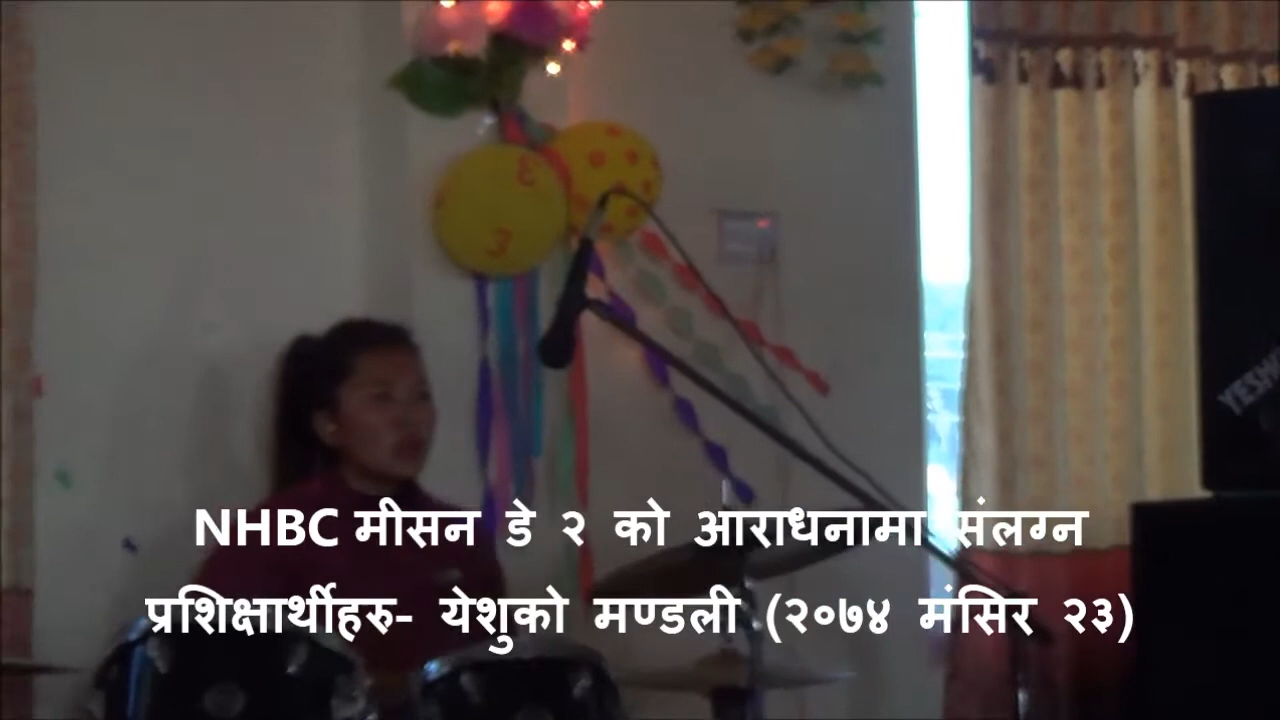 NHBC मीसन डे २ को आराधनामा संलग्न
प्रशिक्षार्थीहरु- येशुको मण्डली (२०७४ मंसिर २३)